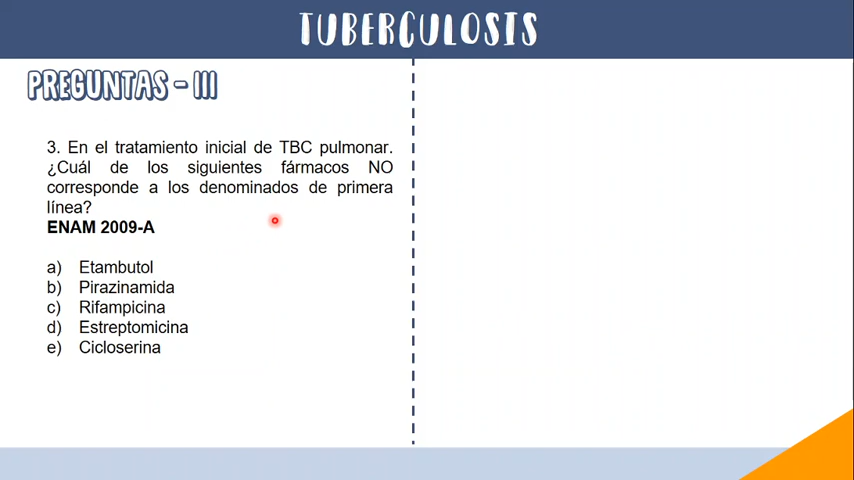 TUBERCULOSIS
PREGUNTAS - III
3. En el tratamiento inicial de TBC pulmonar.
¿Cuál de los siguientes fármacos NO
corresponde a los denominados de primera
línea?
ENAM 2009-A
a) Etambutol
b) Pirazinamida
c) Rifampicina
d) Estreptomicina
e) Cicloserina